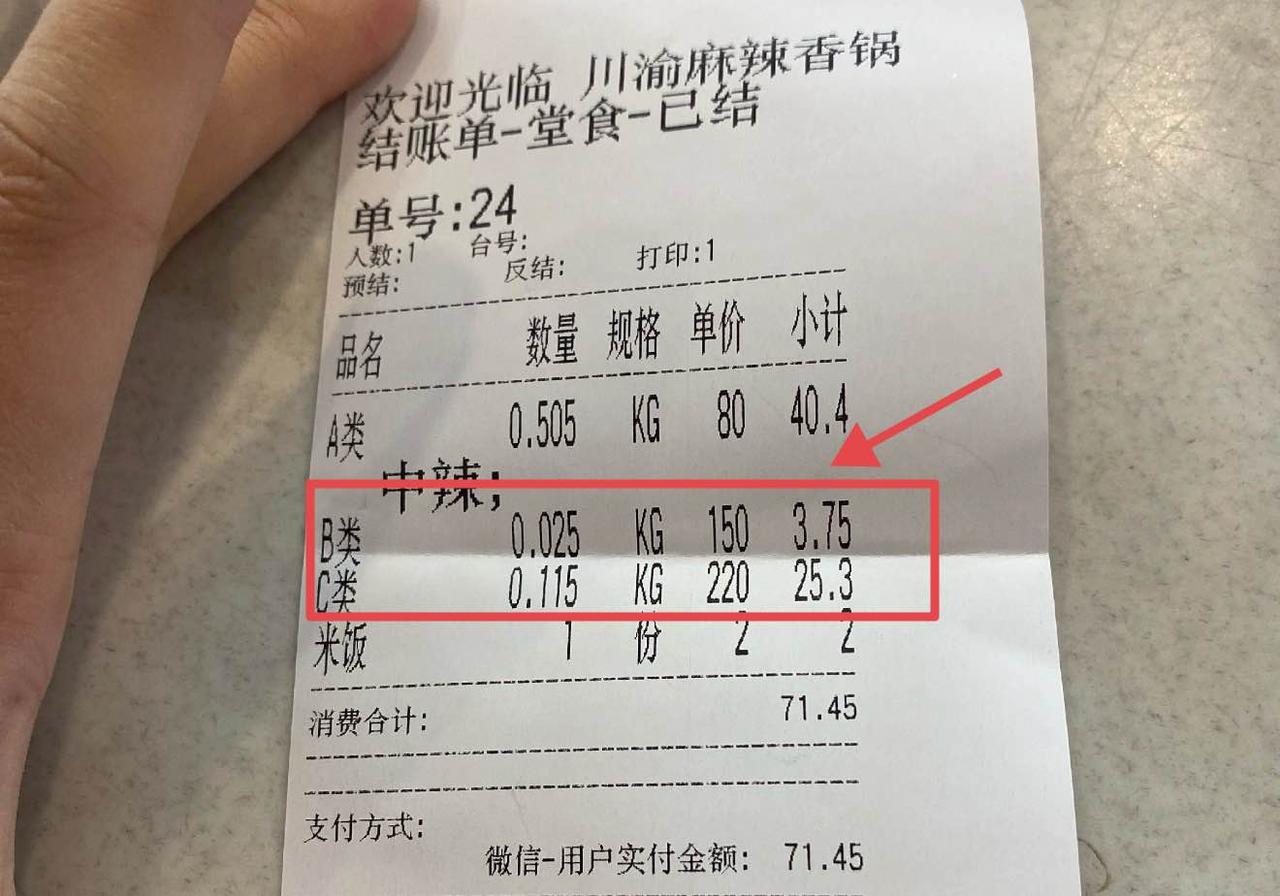 欢迎光临 川渝麻辣香锅
结账单-堂食-已结
单号:24
人数:1 台号:
预结: 反结: 打印:1
品名 数量 规格 单价 小计
A类 0.505 KG 80 40.4
中辣;
B类 0.025 KG 150 3.75
C类 0.115 KG 220 25.3
米饭 1 份 2 2
消费合计: 71.45
支付方式:
微信-用户实付金额: 71.45